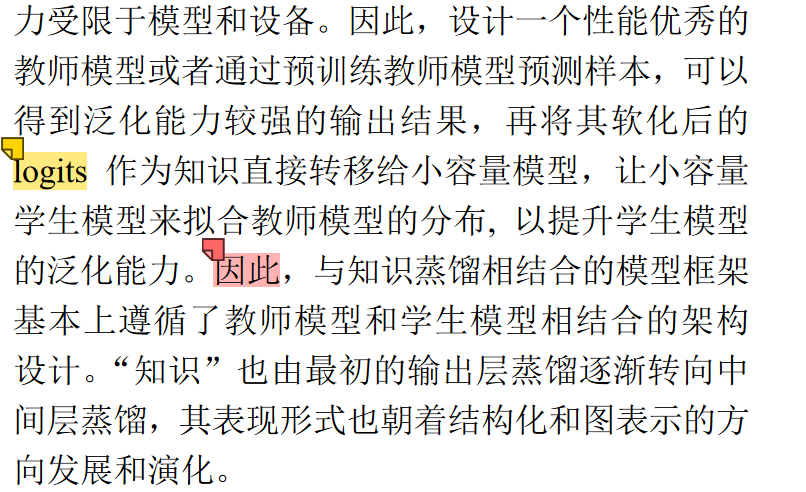 力受限于模型和设备。因此，设计一个性能优秀的
教师模型或者通过预训练教师模型预测样本，可以
得到泛化能力较强的输出结果，再将其软化后的
logits 作为知识直接转移给小容量模型，让小容量
学生模型来拟合教师模型的分布, 以提升学生模型
的泛化能力。因此，与知识蒸馏相结合的模型框架
基本上遵循了教师模型和学生模型相结合的架构
设计。“知识”也由最初的输出层蒸馏逐渐转向中
间层蒸馏，其表现形式也朝着结构化和图表示的方
向发展和演化。